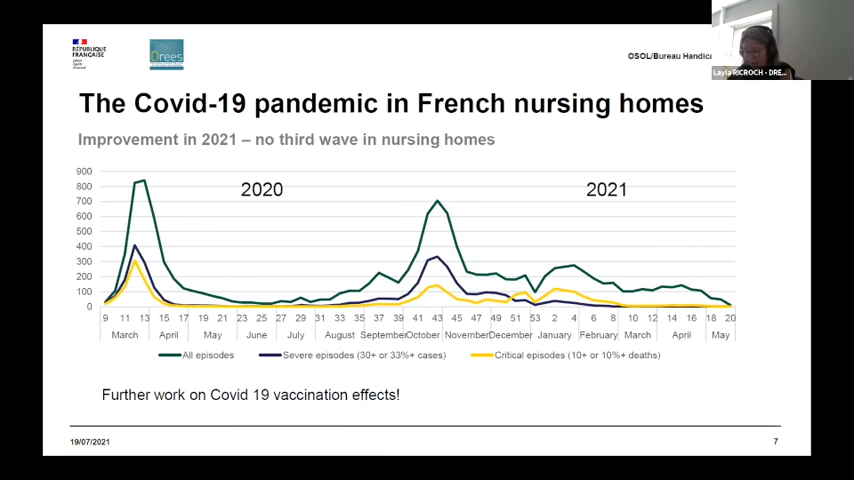 RÉPUBLIQUE
FRANÇAISE
Drees
OSOL/Bureau Handica
Layla RICROCH - DRE...
The Covid-19 pandemic in French nursing homes
Improvement in 2021 – no third wave in nursing homes
900
800
700
600
500
400
300
200
100
0
2020
2021
9 11 13 15 17 19 21 23 25 27 29 31 33 35 37 39 41 43 45 47 49 51 53 2 4 6 8 10 12 14 16 18 20
March April May June July August September October November December January February March April May
All episodes Severe episodes (30+ or 33%+ cases) Critical episodes (10+ or 10%+ deaths)
Further work on Covid 19 vaccination effects!
19/07/2021
7